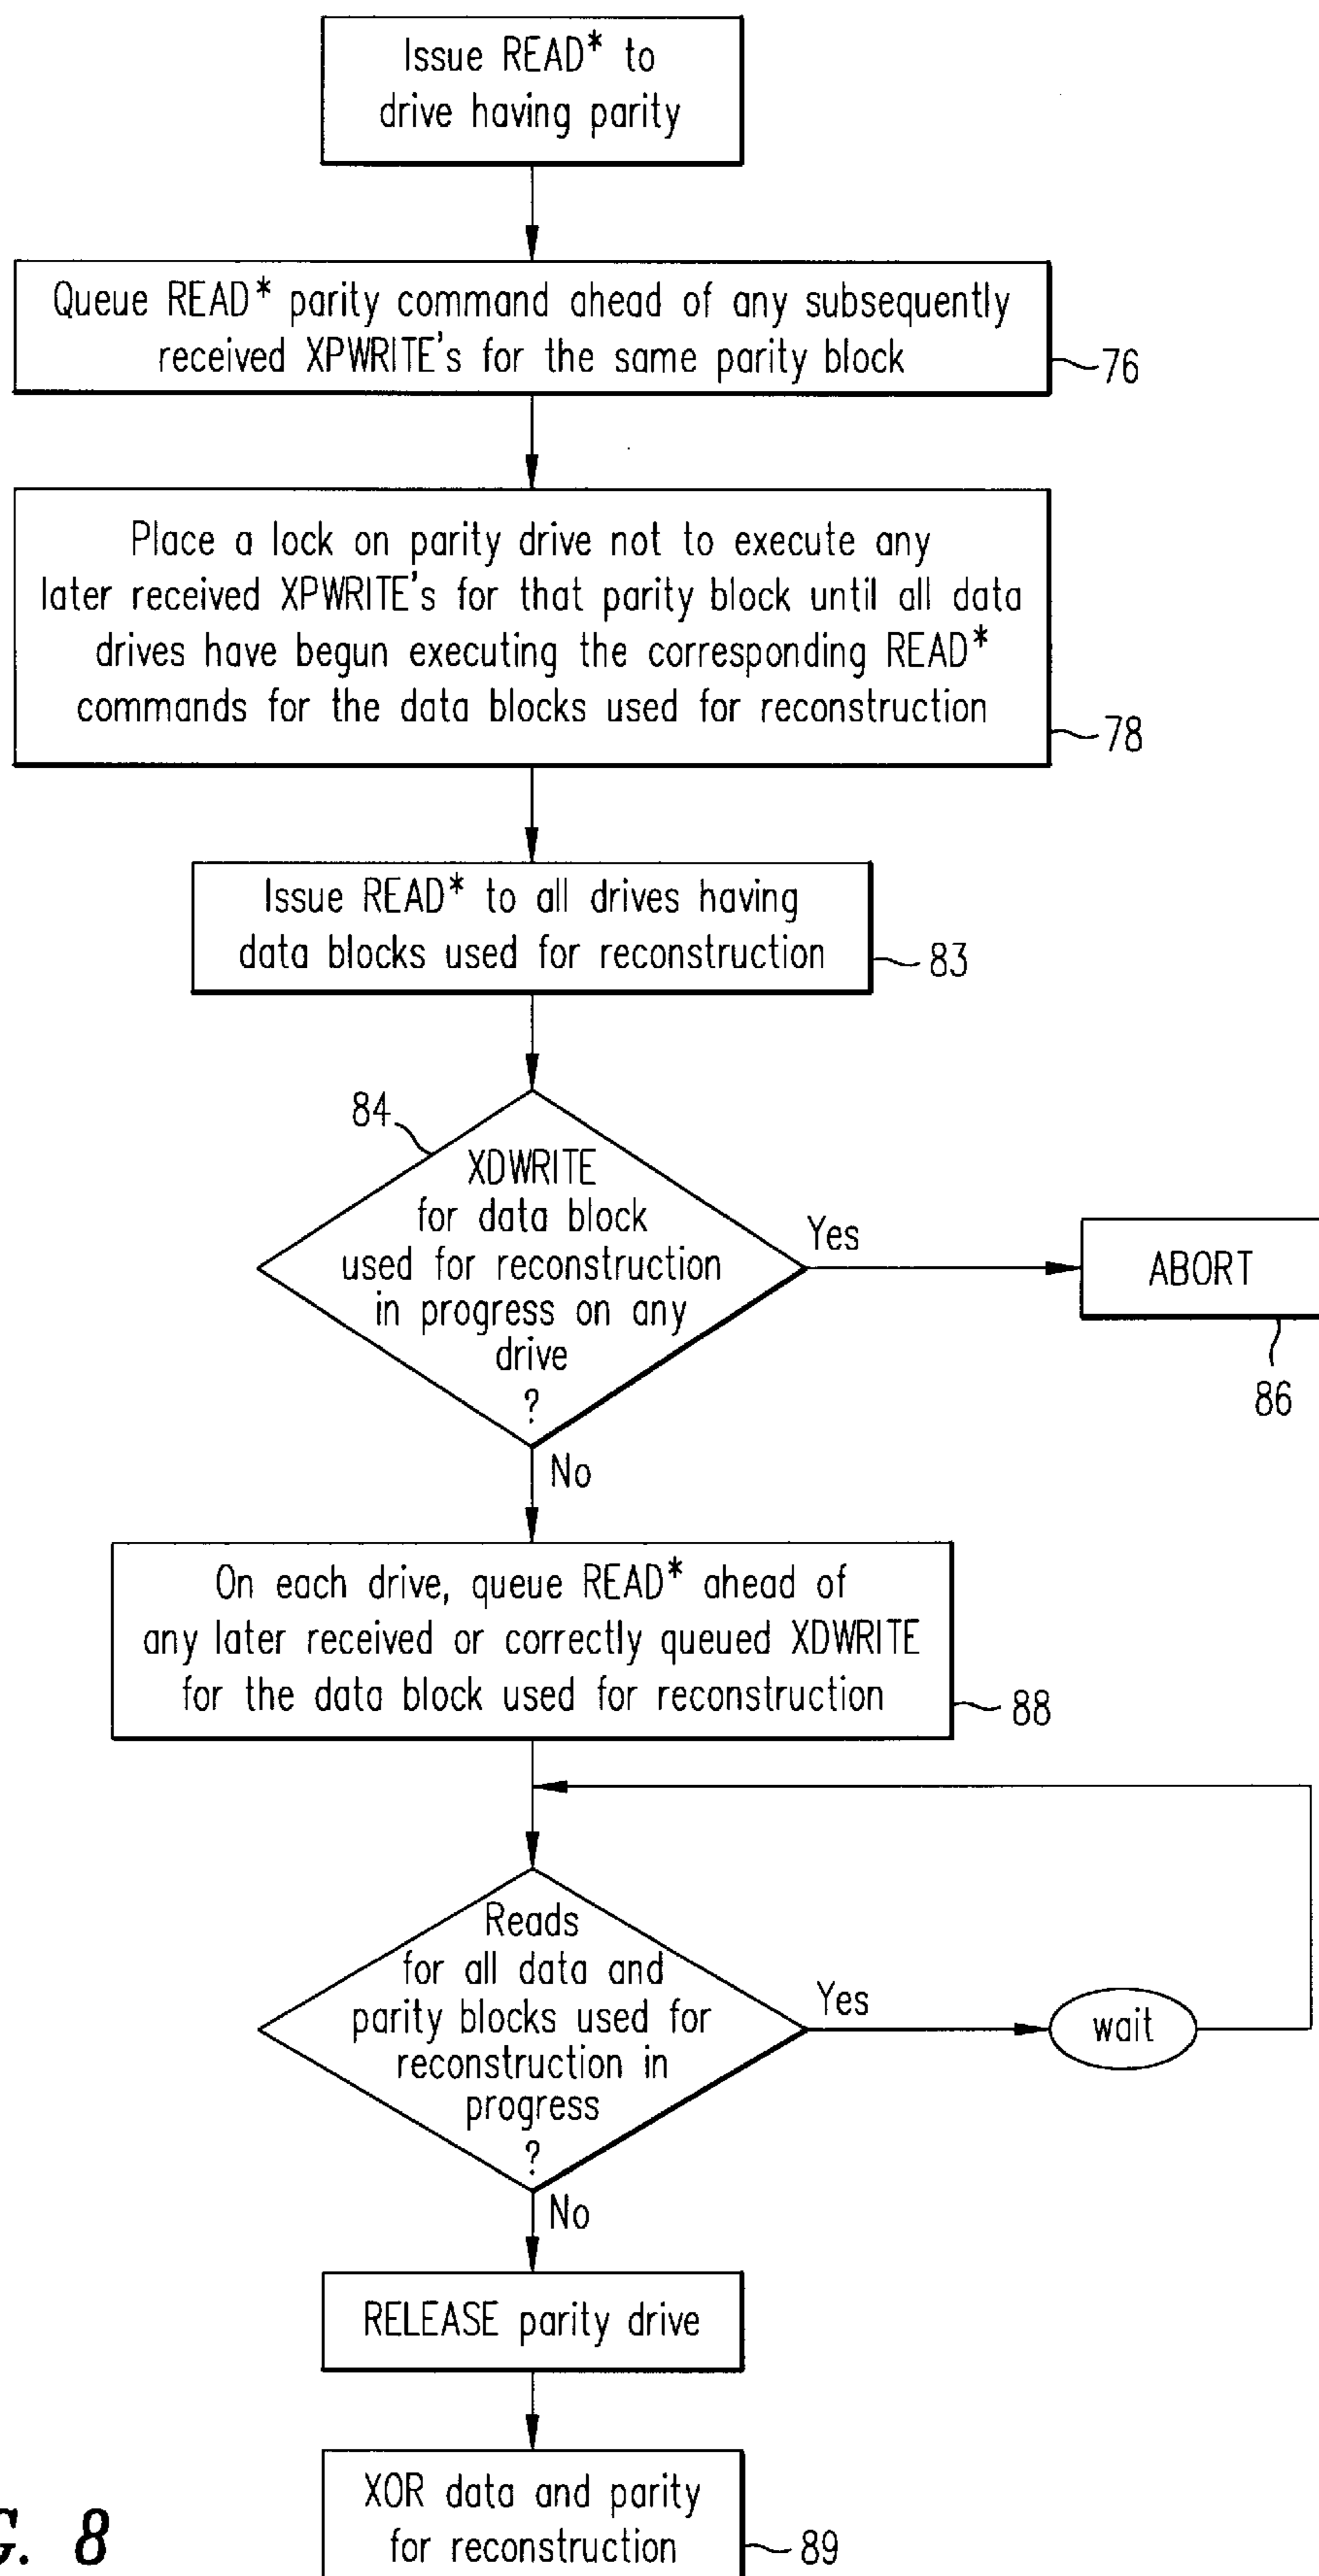 Issue READ* to
drive having parity
Queue READ* parity command ahead of any subsequently
received XPWRITE's for the same parity block
76
Place a lock on parity drive not to execute any
later received XPWRITE's for that parity block until all data
drives have begun executing the corresponding READ*
commands for the data blocks used for reconstruction
78
Issue READ* to all drives having
data blocks used for reconstruction
83
84
XDWRITE
for data block
used for reconstruction
in progress on any
drive
?
Yes
ABORT
86
No
On each drive, queue READ* ahead of
any later received or correctly queued XDWRITE
for the data block used for reconstruction
88
Reads
for all data and
parity blocks used for
reconstruction in
progress
?
Yes
wait
No
RELEASE parity drive
XOR data and parity
for reconstruction
89
G. 8